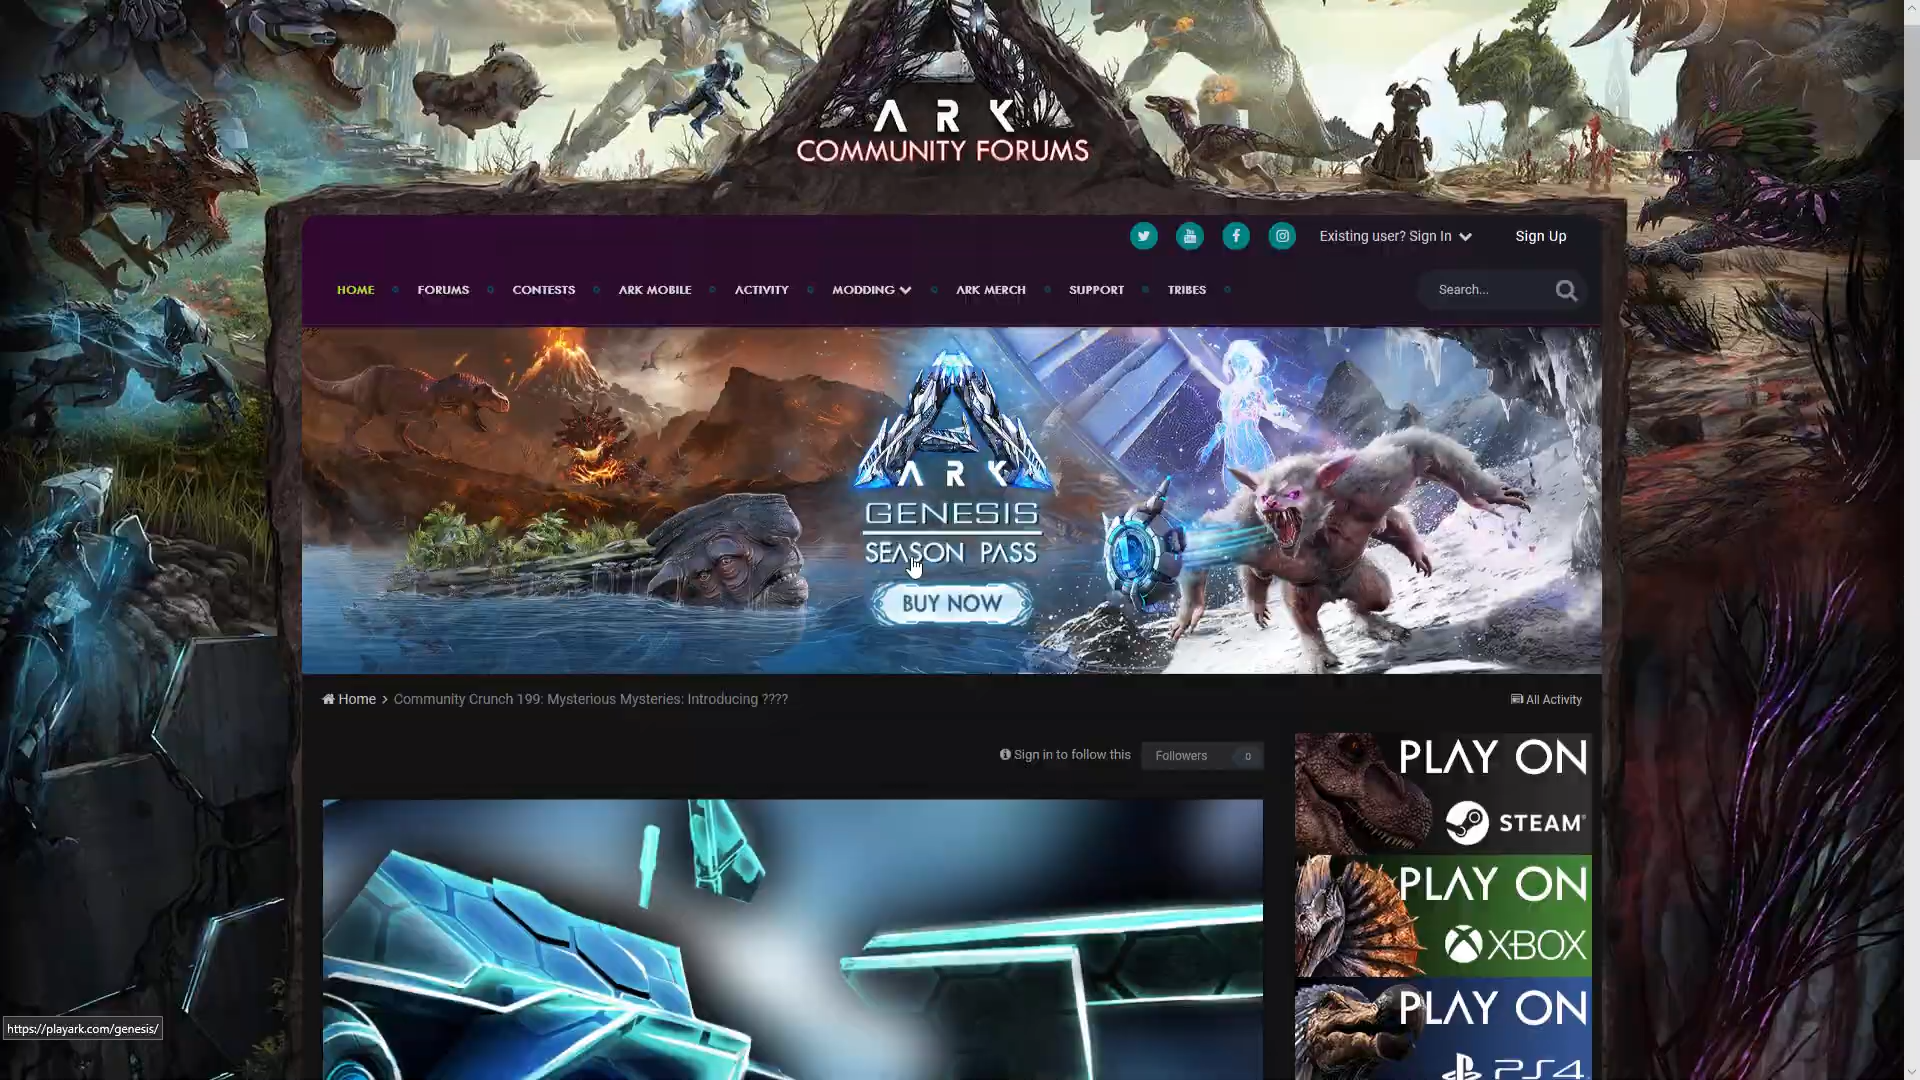 ARK
COMMUNITY FORUMS
Existing user? Sign In
Sign Up
HOME
FORUMS
CONTESTS
ARK MOBILE
ACTIVITY
MODDING
ARK MERCH
SUPPORT
TRIBES
Search...
ARK
GENESIS
SEASON PASS
BUY NOW
Home
Community Crunch 199: Mysterious Mysteries: Introducing ????
All Activity
Sign in to follow this
Followers
0
PLAY ON
STEAM
PLAY ON
XBOX
PLAY ON
PS4
https://playark.com/genesis/